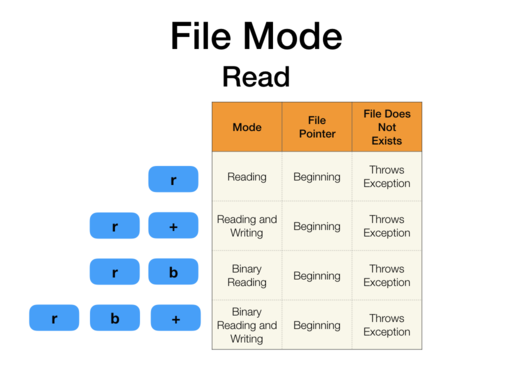 File Mode
Read
Mode
File
Pointer
File Does
Not
Exists
r
Reading
Beginning
Throws
Exception
r +
Reading and
Writing
Beginning
Throws
Exception
r b
Binary
Reading
Beginning
Throws
Exception
r b +
Binary
Reading and
Writing
Beginning
Throws
Exception